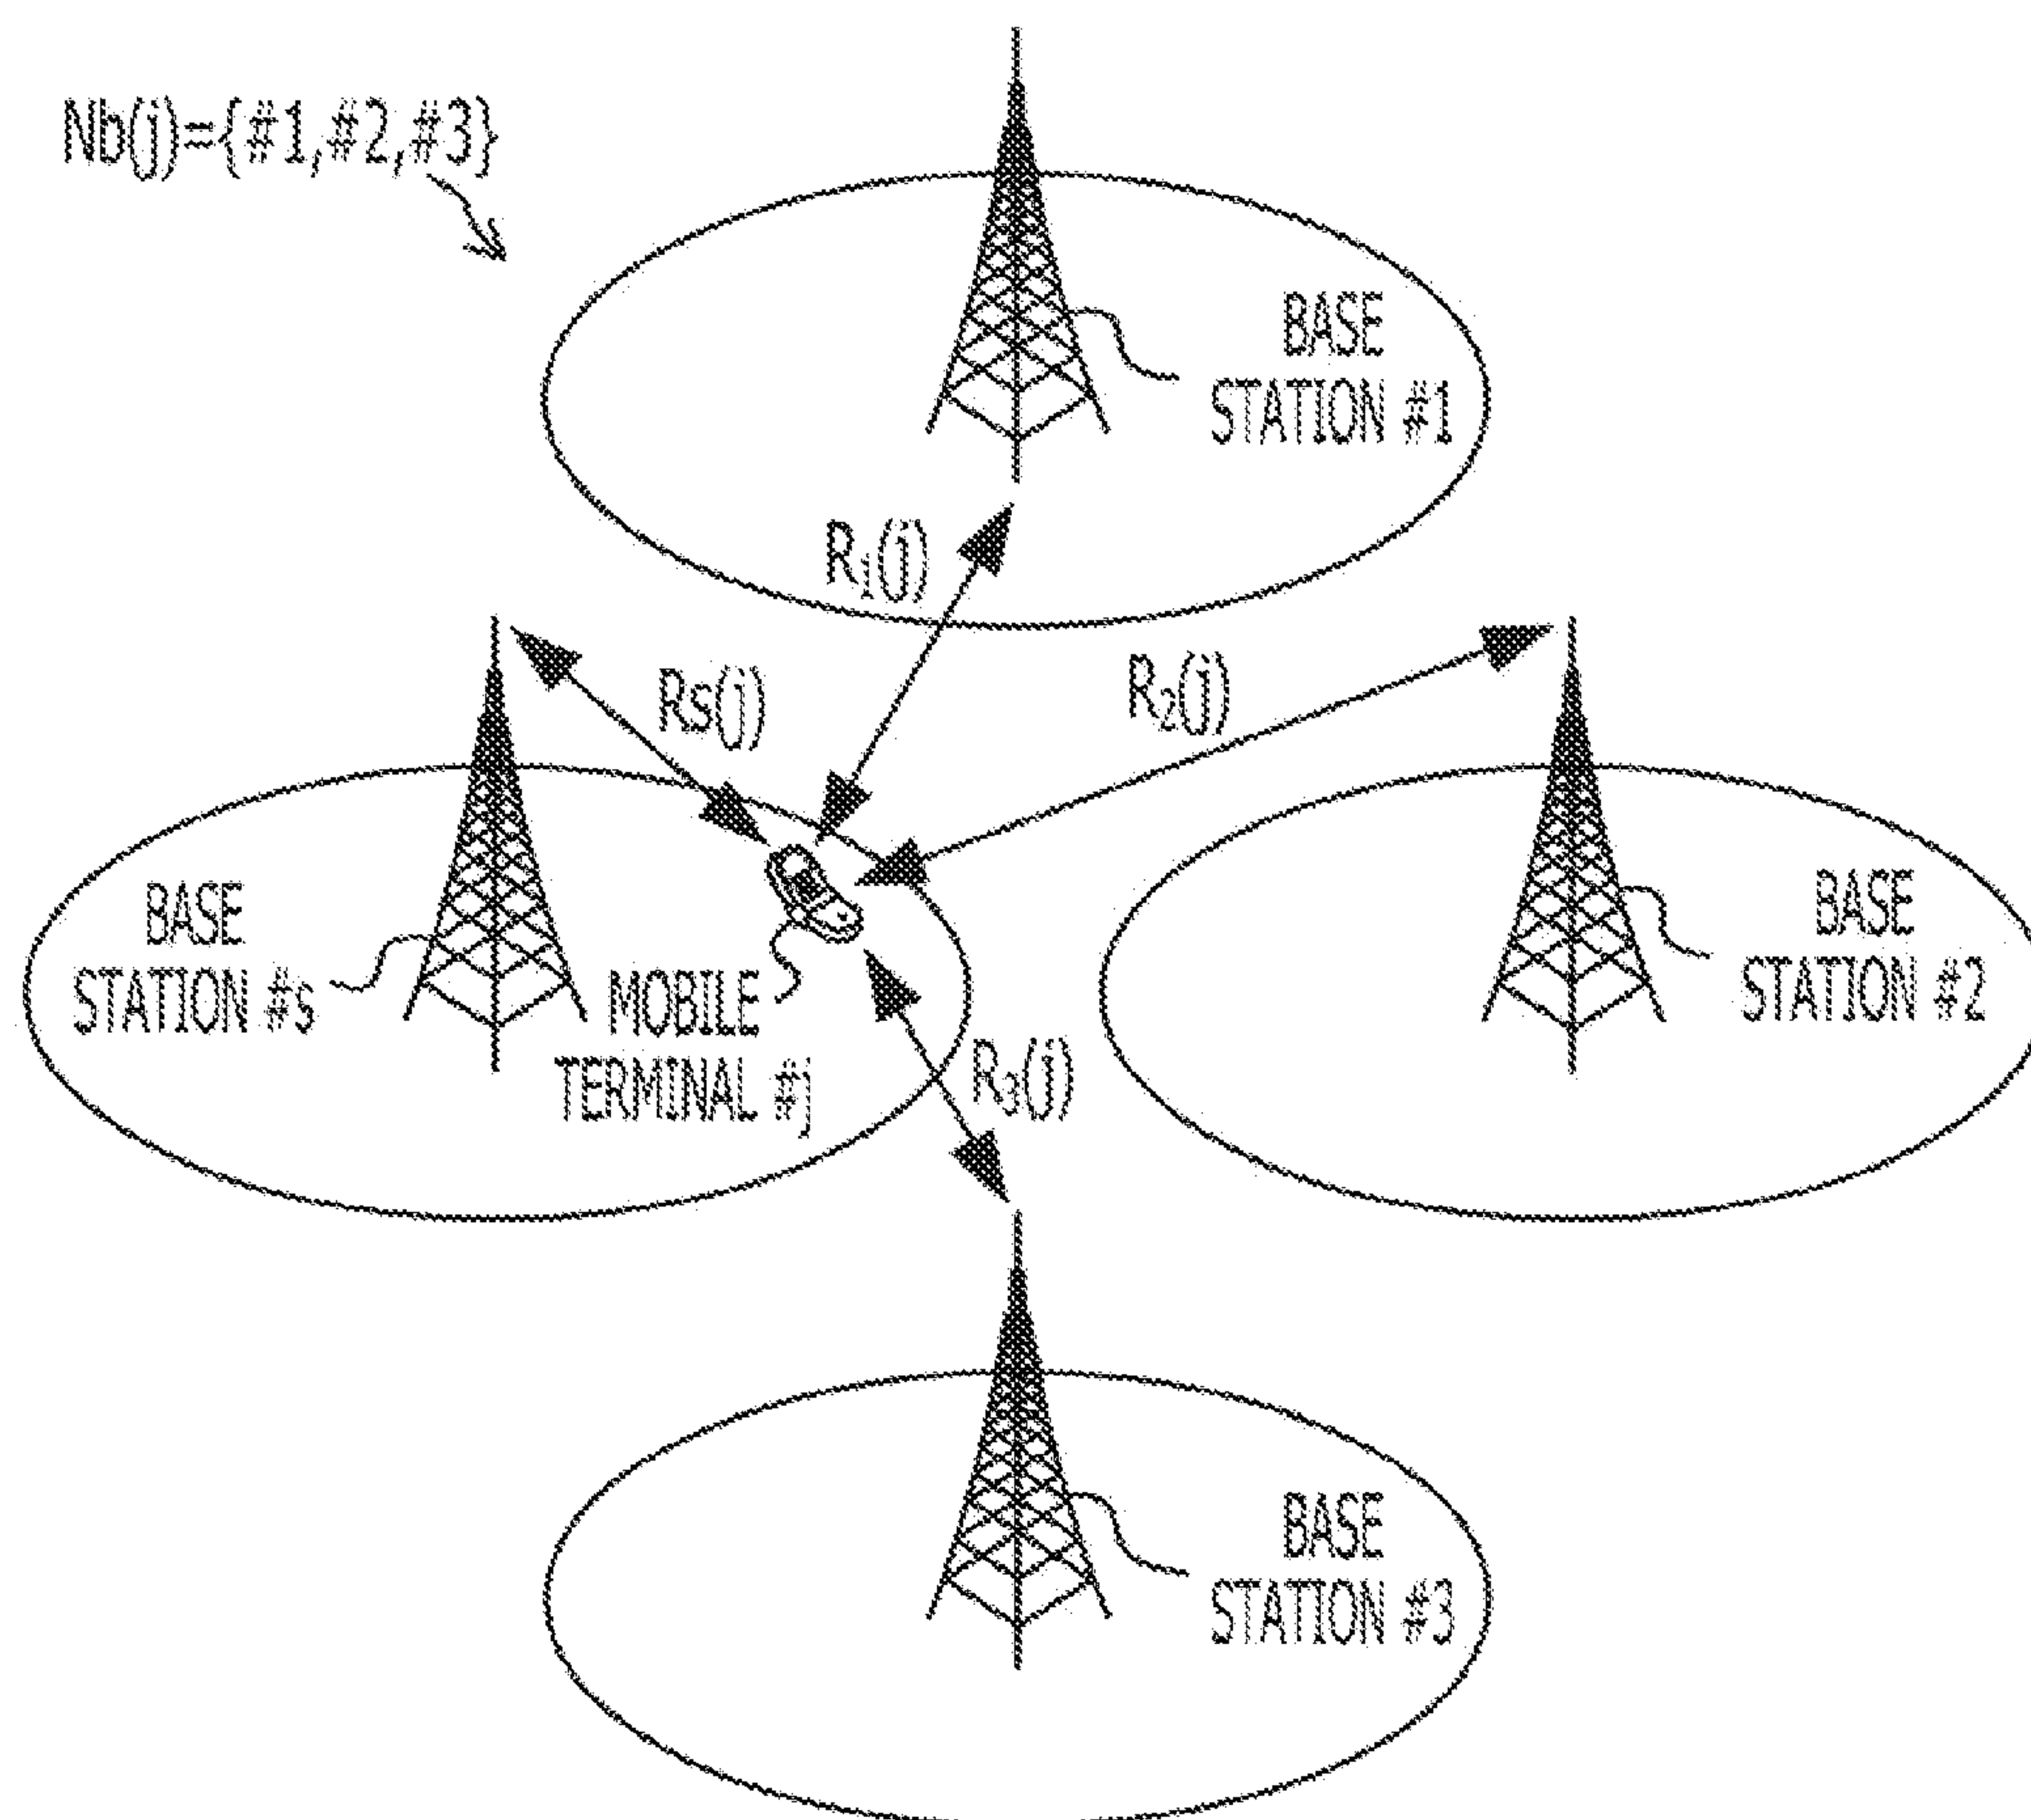 Nb(j)={#1,#2,#3}
BASE
STATION #1
R₁(j)
Rs(j)
R₂(j)
BASE
STATION #s
MOBILE
TERMINAL #j
BASE
STATION #2
R₃(j)
BASE
STATION #3